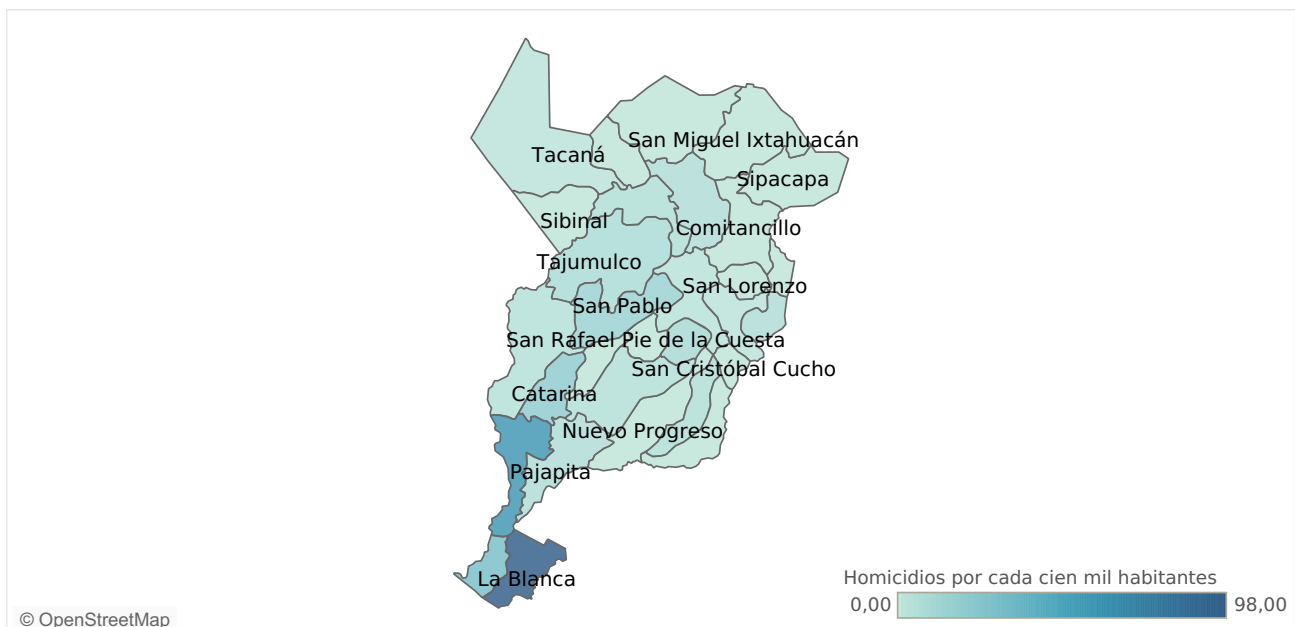 San Miguel Ixtahuacán
Tacaná
Sipacapa
Sibinal
Comitancillo
Tajumulco
San Lorenzo
San Pablo
San Rafael Pie de la Cuesta
San Cristóbal Cucho
Catarina
Nuevo Progreso
Pajapita
La Blanca
Homicidios por cada cien mil habitantes
0,00 98,00
© OpenStreetMap